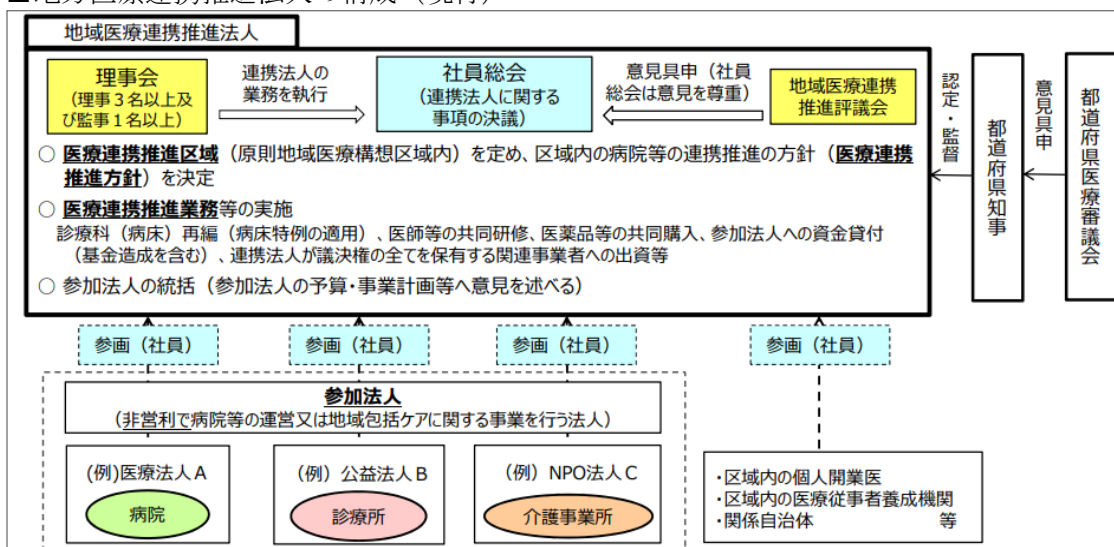 地域医療連携推進法人
理事会
(理事3名以上及
び監事1名以上)
連携法人の
業務を執行
社員総会
(連携法人に関する
事項の決議)
意見具申(社員
総会は意見を尊重)
地域医療連携
推進評議会
認定・監督
都道府県知事
意見具申
都道府県医療審議会
○ 医療連携推進区域(原則地域医療構想区域内)を定め、区域内の病院等の連携推進の方針(医療連携
推進方針)を決定
○ 医療連携推進業務等の実施
診療科(病床)再編(病床特例の適用)、医師等の共同研修、医薬品等の共同購入、参加法人への資金貸付
(基金造成を含む)、連携法人が議決権の全てを保有する関連事業者への出資等
○ 参加法人の統括(参加法人の予算・事業計画等へ意見を述べる)
参画(社員)
参画(社員)
参画(社員)
参画(社員)
参加法人
(非営利で病院等の運営又は地域包括ケアに関する事業を行う法人)
(例)医療法人A
病院
(例)公益法人B
診療所
(例)NPO法人C
介護事業所
・区域内の個人開業医
・区域内の医療従事者養成機関
・関係自治体 等